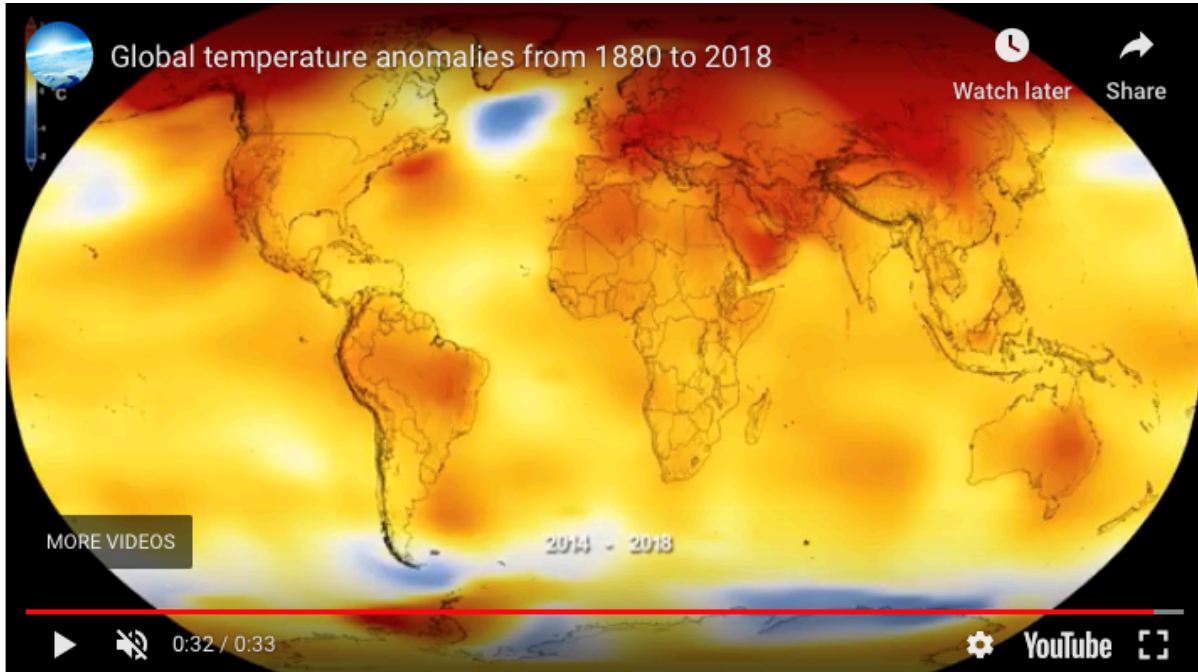 Global temperature anomalies from 1880 to 2018
Watch later
Share
°C
MORE VIDEOS
2014 - 2018
0:32 / 0:33
YouTube